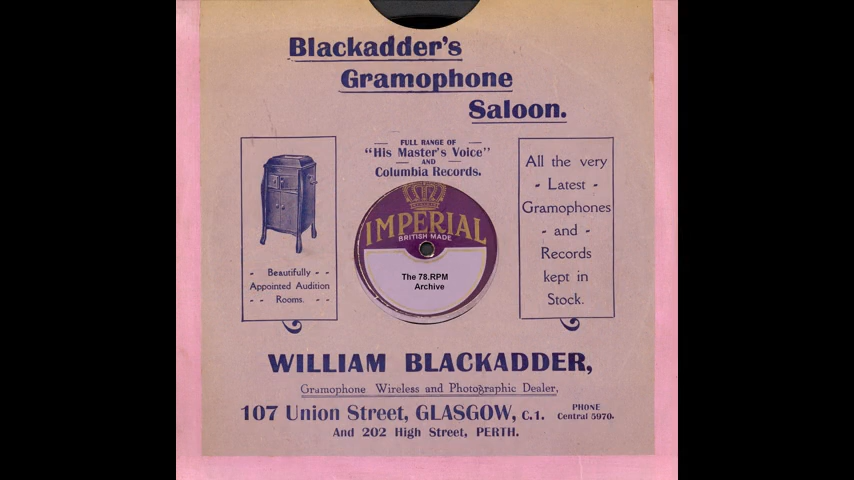 Blackadder's
Gramophone
Saloon.
FULL RANGE OF
"His Master's Voice"
AND
Columbia Records.
IMPERIAL
BRITISH MADE
The 78.RPM
Archive
- Beautifully - -
Appointed Audition
- - Rooms. - -
All the very
- Latest -
Gramophones
- and -
Records
kept in
Stock.
WILLIAM BLACKADDER,
Gramophone Wireless and Photographic Dealer,
107 Union Street, GLASGOW, C.1.
PHONE
Central 5970.
And 202 High Street, PERTH.